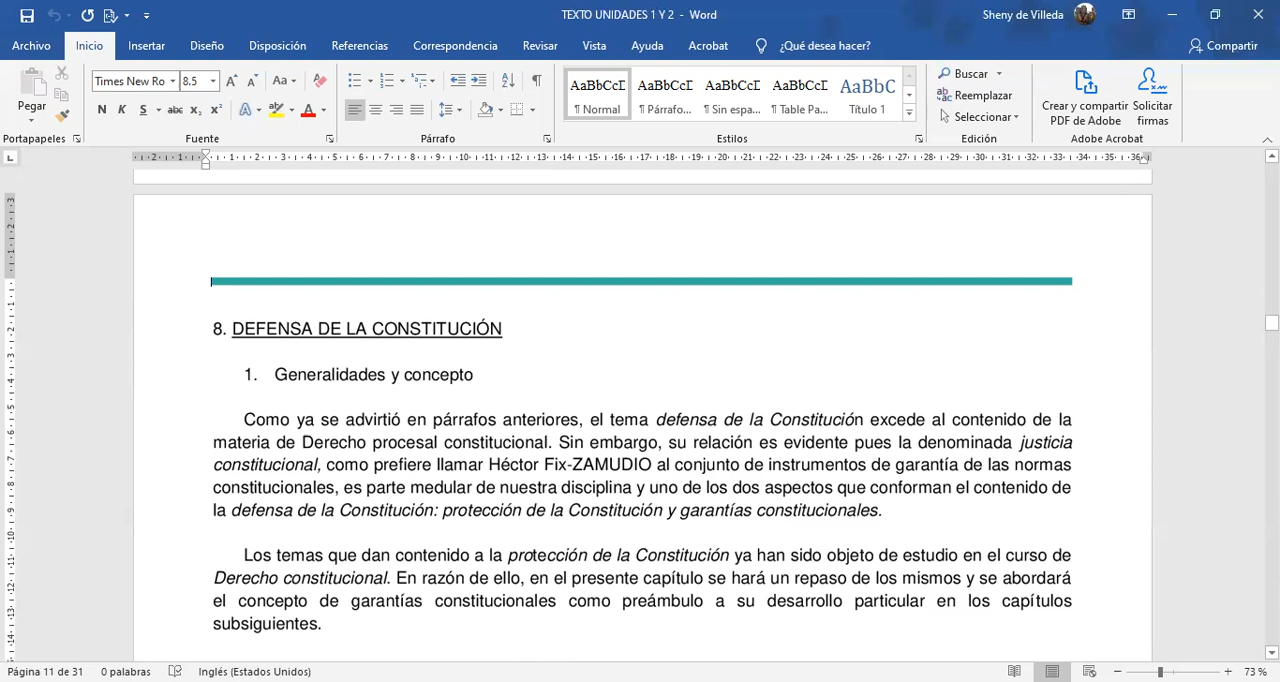 TEXTO UNIDADES 1 Y 2 - Word
Sheny de Villeda
Archivo Inicio Insertar Diseño Disposición Referencias Correspondencia Revisar Vista Ayuda Acrobat ¿Qué desea hacer? Compartir
Times New Ro 8.5 Aa
AaBbCcD AaBbCcD AaBbCcD AaBbCcD AaBbC
Buscar
Reemplazar
Seleccionar
Pegar
N K S abc x₂ x² A ab A
¶ Normal ¶ Párrafo... ¶ Sin espa... ¶ Table Pa... Título 1
Crear y compartir PDF de Adobe
Solicitar firmas
Portapapeles Fuente Párrafo Estilos Edición Adobe Acrobat
8. DEFENSA DE LA CONSTITUCIÓN
1. Generalidades y concepto
Como ya se advirtió en párrafos anteriores, el tema defensa de la Constitución excede al contenido de la
materia de Derecho procesal constitucional. Sin embargo, su relación es evidente pues la denominada justicia
constitucional, como prefiere llamar Héctor Fix-ZAMUDIO al conjunto de instrumentos de garantía de las normas
constitucionales, es parte medular de nuestra disciplina y uno de los dos aspectos que conforman el contenido de
la defensa de la Constitución: protección de la Constitución y garantías constitucionales.
Los temas que dan contenido a la protección de la Constitución ya han sido objeto de estudio en el curso de
Derecho constitucional. En razón de ello, en el presente capítulo se hará un repaso de los mismos y se abordará
el concepto de garantías constitucionales como preámbulo a su desarrollo particular en los capítulos
subsiguientes.
Página 11 de 31 0 palabras Inglés (Estados Unidos) 73 %